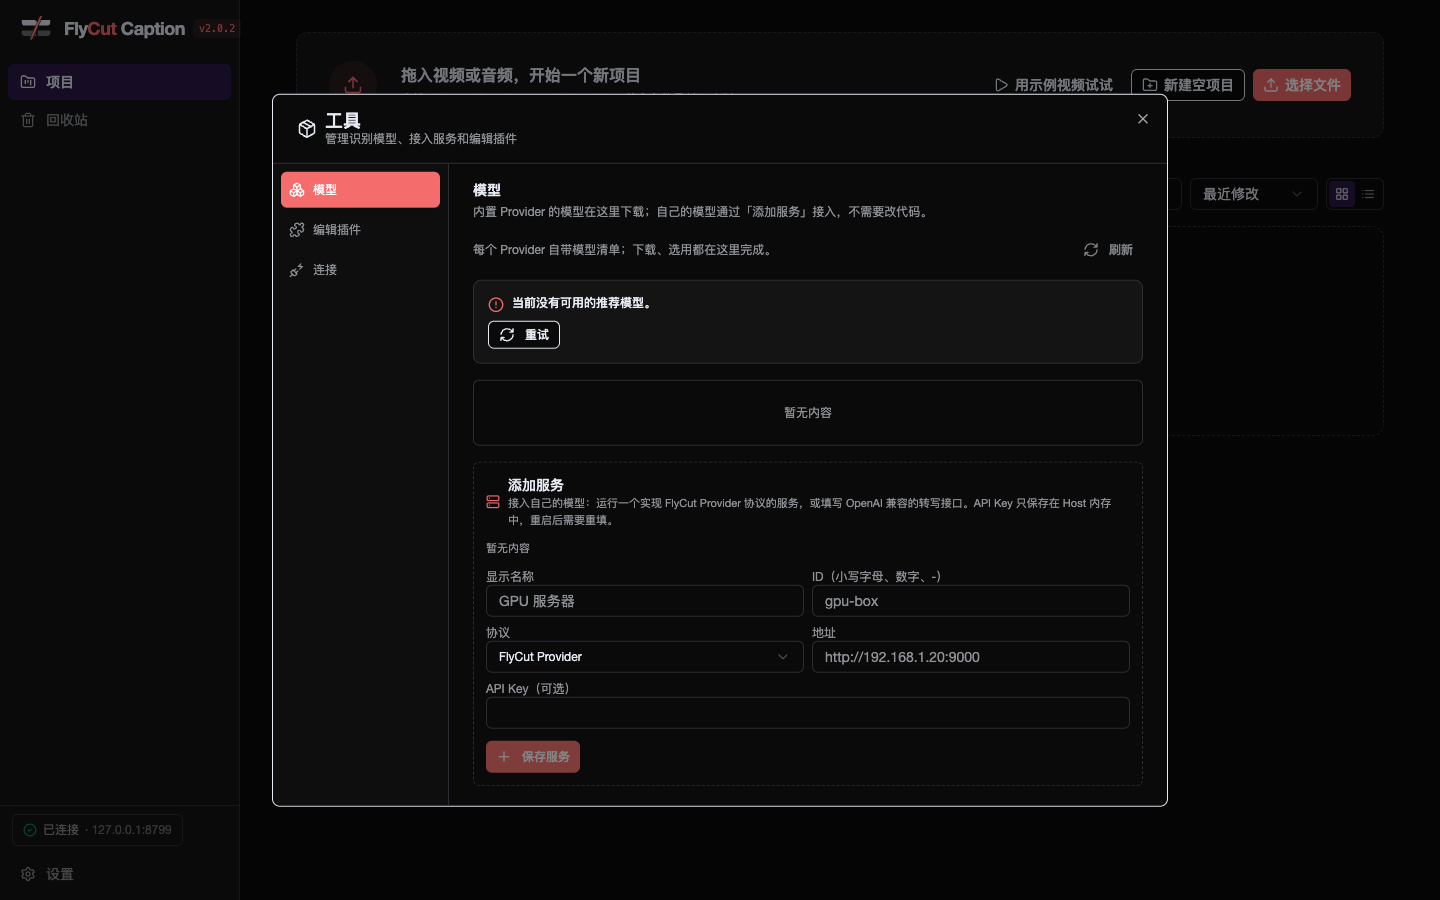 FlyCut Caption v2.0.2
项目
回收站
拖入视频或音频，开始一个新项目
用示例视频试试
新建空项目
选择文件
最近修改
工具
管理识别模型、接入服务和编辑插件
模型
编辑插件
连接
模型
内置 Provider 的模型在这里下载；自己的模型通过「添加服务」接入，不需要改代码。
每个 Provider 自带模型清单；下载、选用都在这里完成。
刷新
当前没有可用的推荐模型。
重试
暂无内容
添加服务
接入自己的模型：运行一个实现 FlyCut Provider 协议的服务，或填写 OpenAI 兼容的转写接口。API Key 只保存在 Host 内存
中，重启后需要重填。
暂无内容
显示名称
GPU 服务器
ID（小写字母、数字、-）
gpu-box
协议
FlyCut Provider
地址
http://192.168.1.20:9000
API Key（可选）
保存服务
已连接 · 127.0.0.1:8799
设置